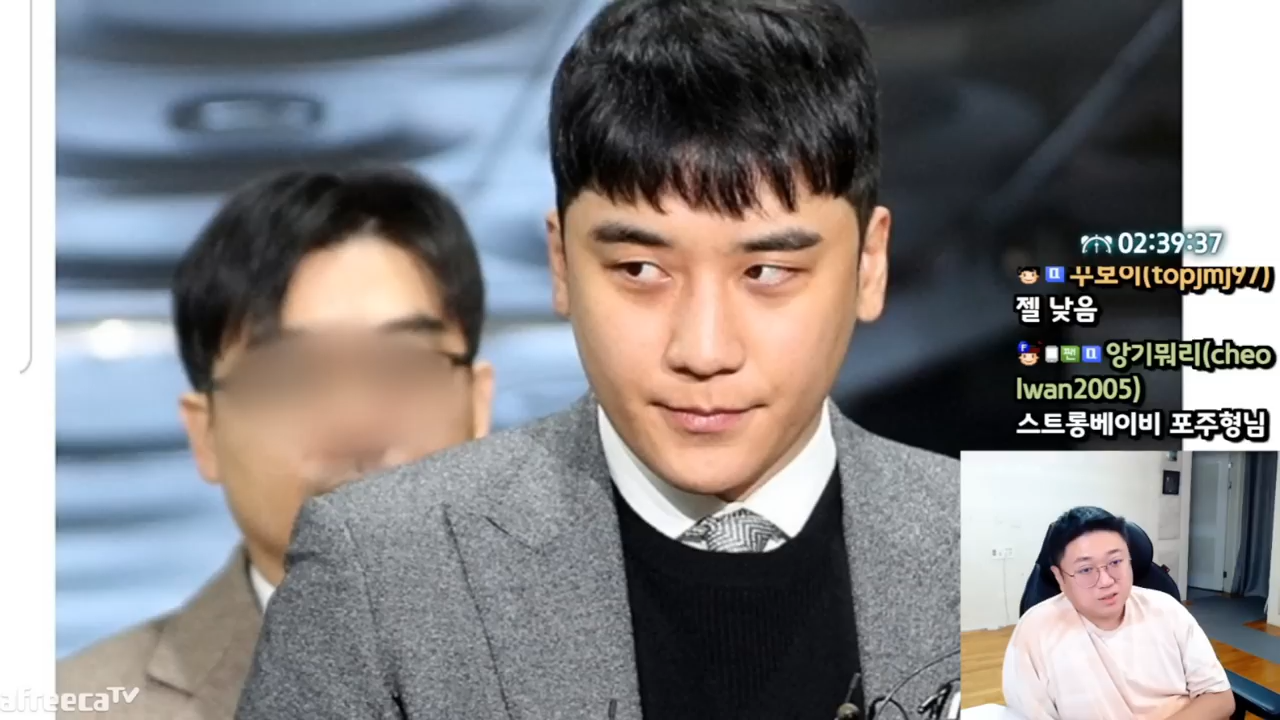 02:39:37
꾸보이(topjmj97)
젤 낮음
앙기뭐리(cheo
lwan2005)
스트롱베이비 포주형님
afreecaTV